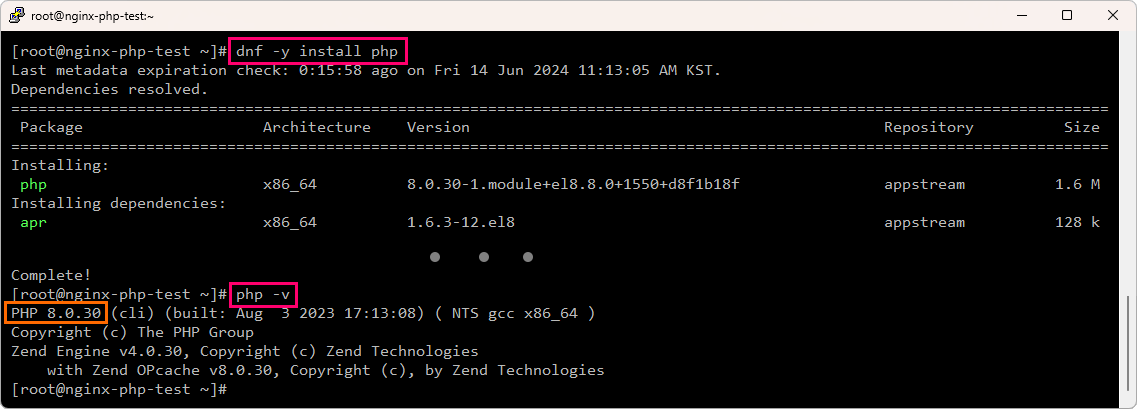 root@nginx-php-test:~
[root@nginx-php-test ~]# dnf -y install php
Last metadata expiration check: 0:15:58 ago on Fri 14 Jun 2024 11:13:05 AM KST.
Dependencies resolved.
================================================================================
Package Architecture Version Repository Size
================================================================================
Installing:
php x86_64 8.0.30-1.module+el8.8.0+1550+d8f1b18f appstream 1.6 M
Installing dependencies:
apr x86_64 1.6.3-12.el8 appstream 128 k
● ● ●
Complete!
[root@nginx-php-test ~]# php -v
PHP 8.0.30 (cli) (built: Aug  3 2023 17:13:08) ( NTS gcc x86_64 )
Copyright (c) The PHP Group
Zend Engine v4.0.30, Copyright (c) Zend Technologies
    with Zend OPcache v8.0.30, Copyright (c), by Zend Technologies
[root@nginx-php-test ~]#